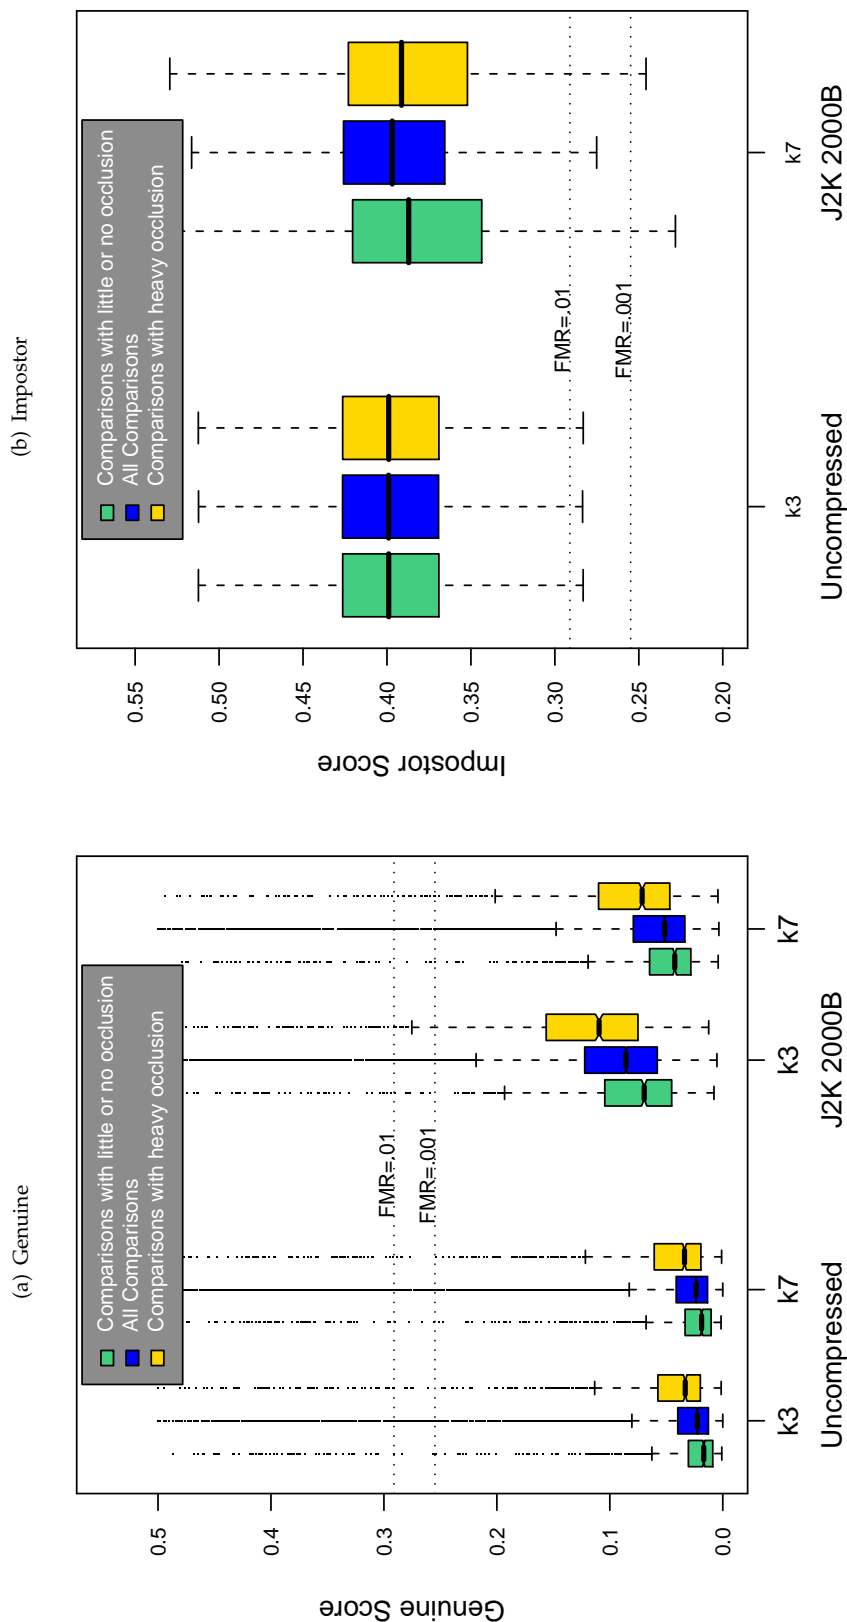 (a) Genuine
Genuine Score
0.0
0.1
0.2
0.3
0.4
0.5
Comparisons with little or no occlusion
All Comparisons
Comparisons with heavy occlusion
FMR=.01
FMR=.001
k3
k7
k3
k7
Uncompressed
J2K 2000B
(b) Impostor
Impostor Score
0.20
0.25
0.30
0.35
0.40
0.45
0.50
0.55
Comparisons with little or no occlusion
All Comparisons
Comparisons with heavy occlusion
FMR=.01
FMR=.001
k3
k7
Uncompressed
J2K 2000B